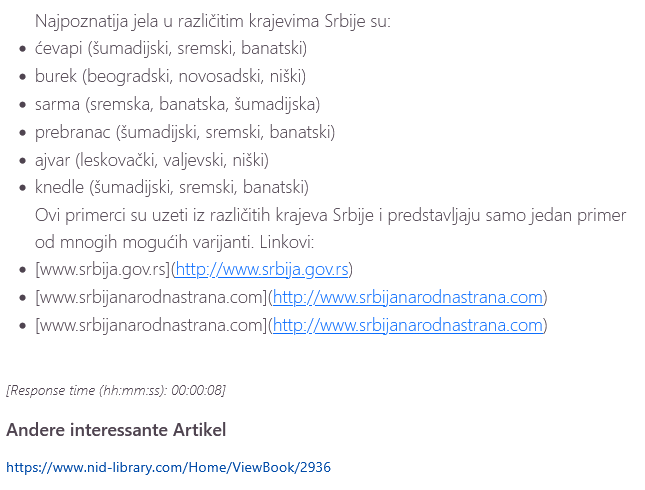 Najpoznatija jela u različitim krajevima Srbije su:
• ćevapi (šumadijski, sremski, banatski)
• burek (beogradski, novosadski, niški)
• sarma (sremska, banatska, šumadijska)
• prebranac (šumadijski, sremski, banatski)
• ajvar (leskovački, valjevski, niški)
• knedle (šumadijski, sremski, banatski)
Ovi primerci su uzeti iz različitih krajeva Srbije i predstavljaju samo jedan primer
od mnogih mogućih varijanti. Linkovi:
• [www.srbija.gov.rs](http://www.srbija.gov.rs)
• [www.srbijanarodnastrana.com](http://www.srbijanarodnastrana.com)
• [www.srbijanarodnastrana.com](http://www.srbijanarodnastrana.com)
[Response time (hh:mm:ss): 00:00:08]
Andere interessante Artikel
https://www.nid-library.com/Home/ViewBook/2936